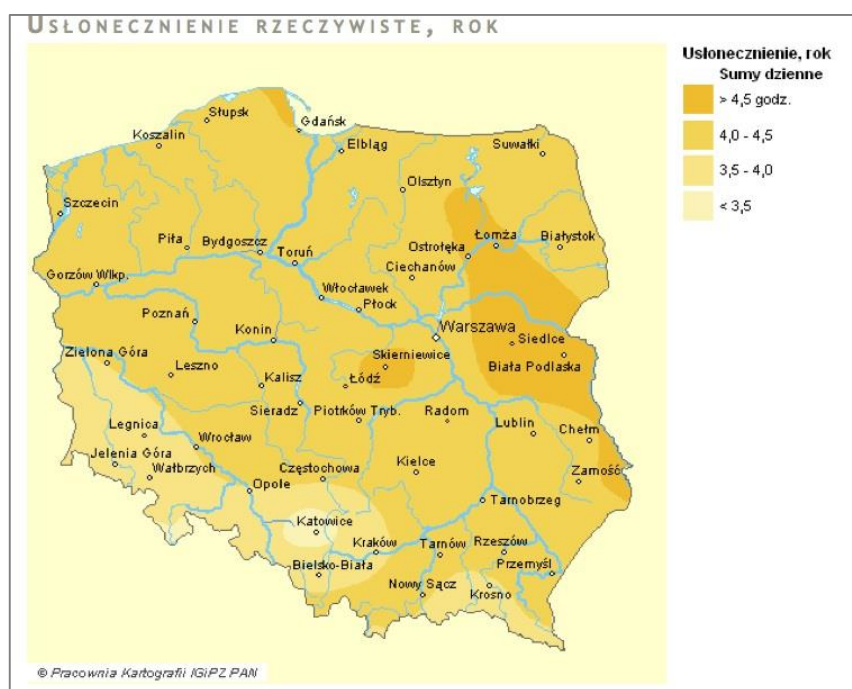 USŁONECZNIENIE RZECZYWISTE, ROK
Usłonecznienie, rok
Sumy dzienne
> 4,5 godz.
4,0 - 4,5
3,5 - 4,0
< 3,5
Słupsk
Gdańsk
Koszalin
Elbląg
Suwałki
Olsztyn
Szczecin
Piła
Bydgoszcz
Toruń
Ostrołęka
Łomża
Białystok
Ciechanów
Gorzów Wlkp.
Włocławek
Płock
Poznań
Konin
Warszawa
Siedlce
Zielona Góra
Skierniewice
Biała Podlaska
Leszno
Kalisz
Łódź
Sieradz
Piotrków Tryb.
Radom
Legnica
Lublin
Chełm
Wrocław
Jelenia Góra
Wałbrzych
Częstochowa
Kielce
Zamość
Opole
Tarnobrzeg
Katowice
Kraków
Tarnów
Rzeszów
Przemyśl
Bielsko-Biała
Nowy Sącz
Krosno
© Pracownia Kartografii IGiPZ PAN